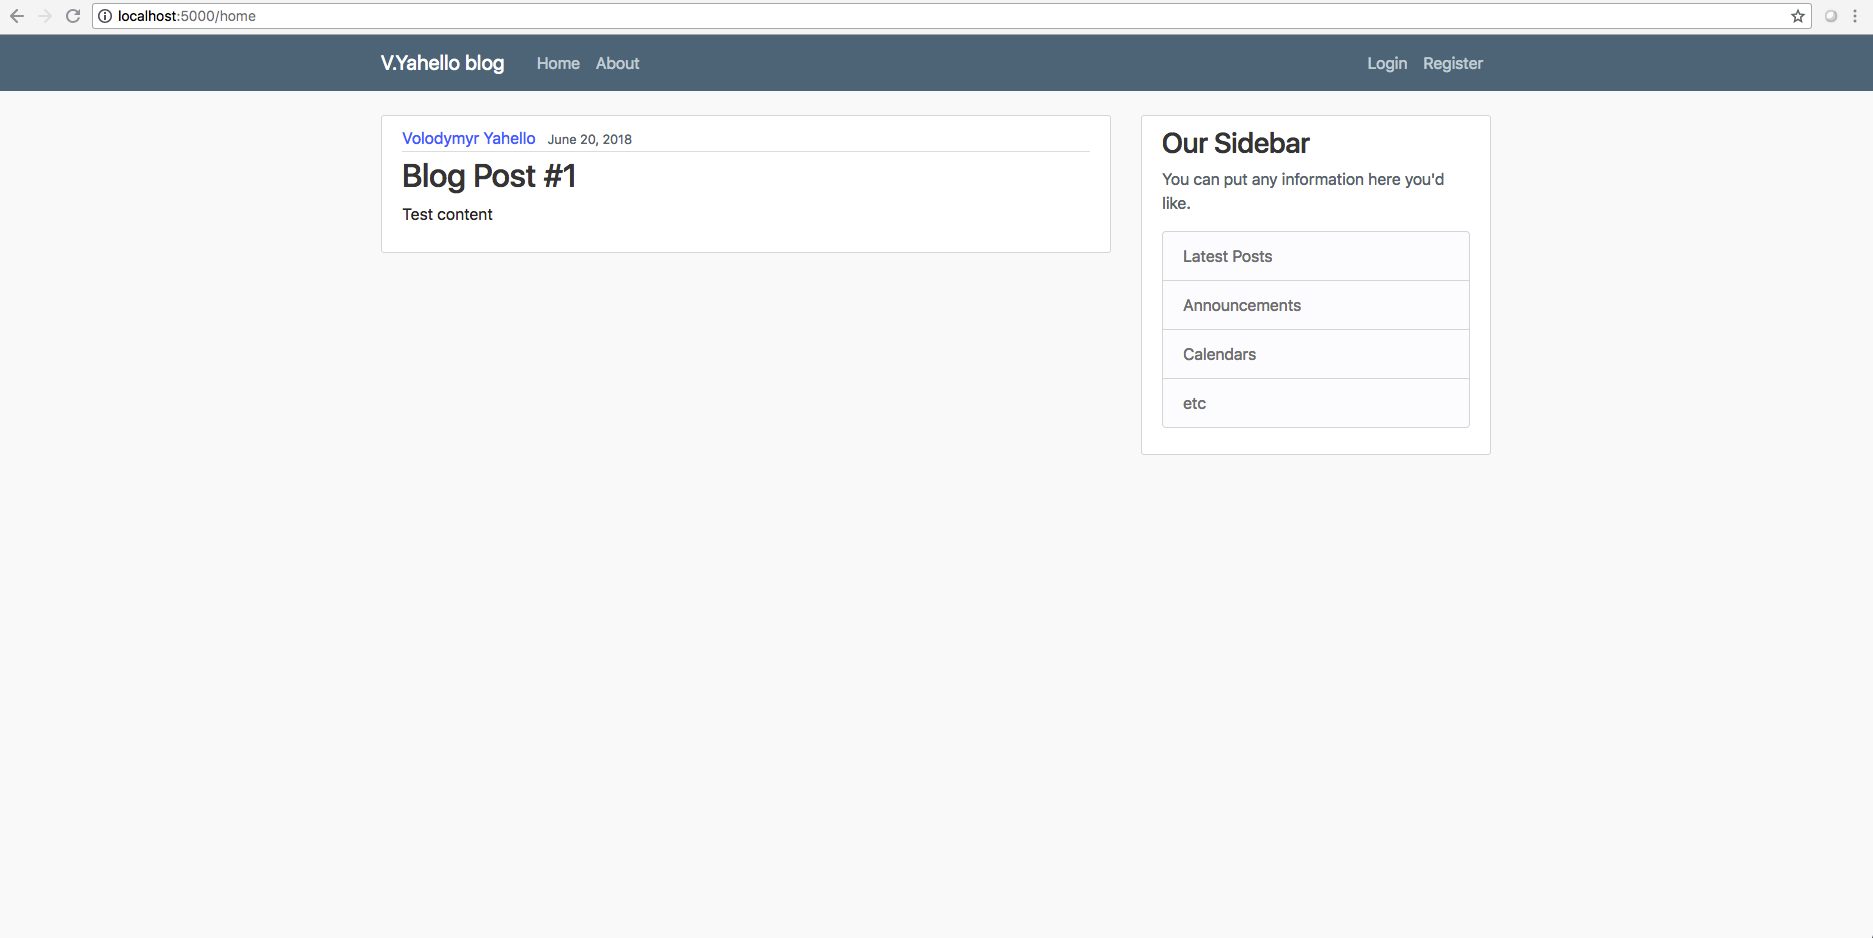 localhost:5000/home
V.Yahello blog Home About Login Register
Volodymyr Yahello June 20, 2018
Blog Post #1
Test content
Our Sidebar
You can put any information here you'd
like.
Latest Posts
Announcements
Calendars
etc